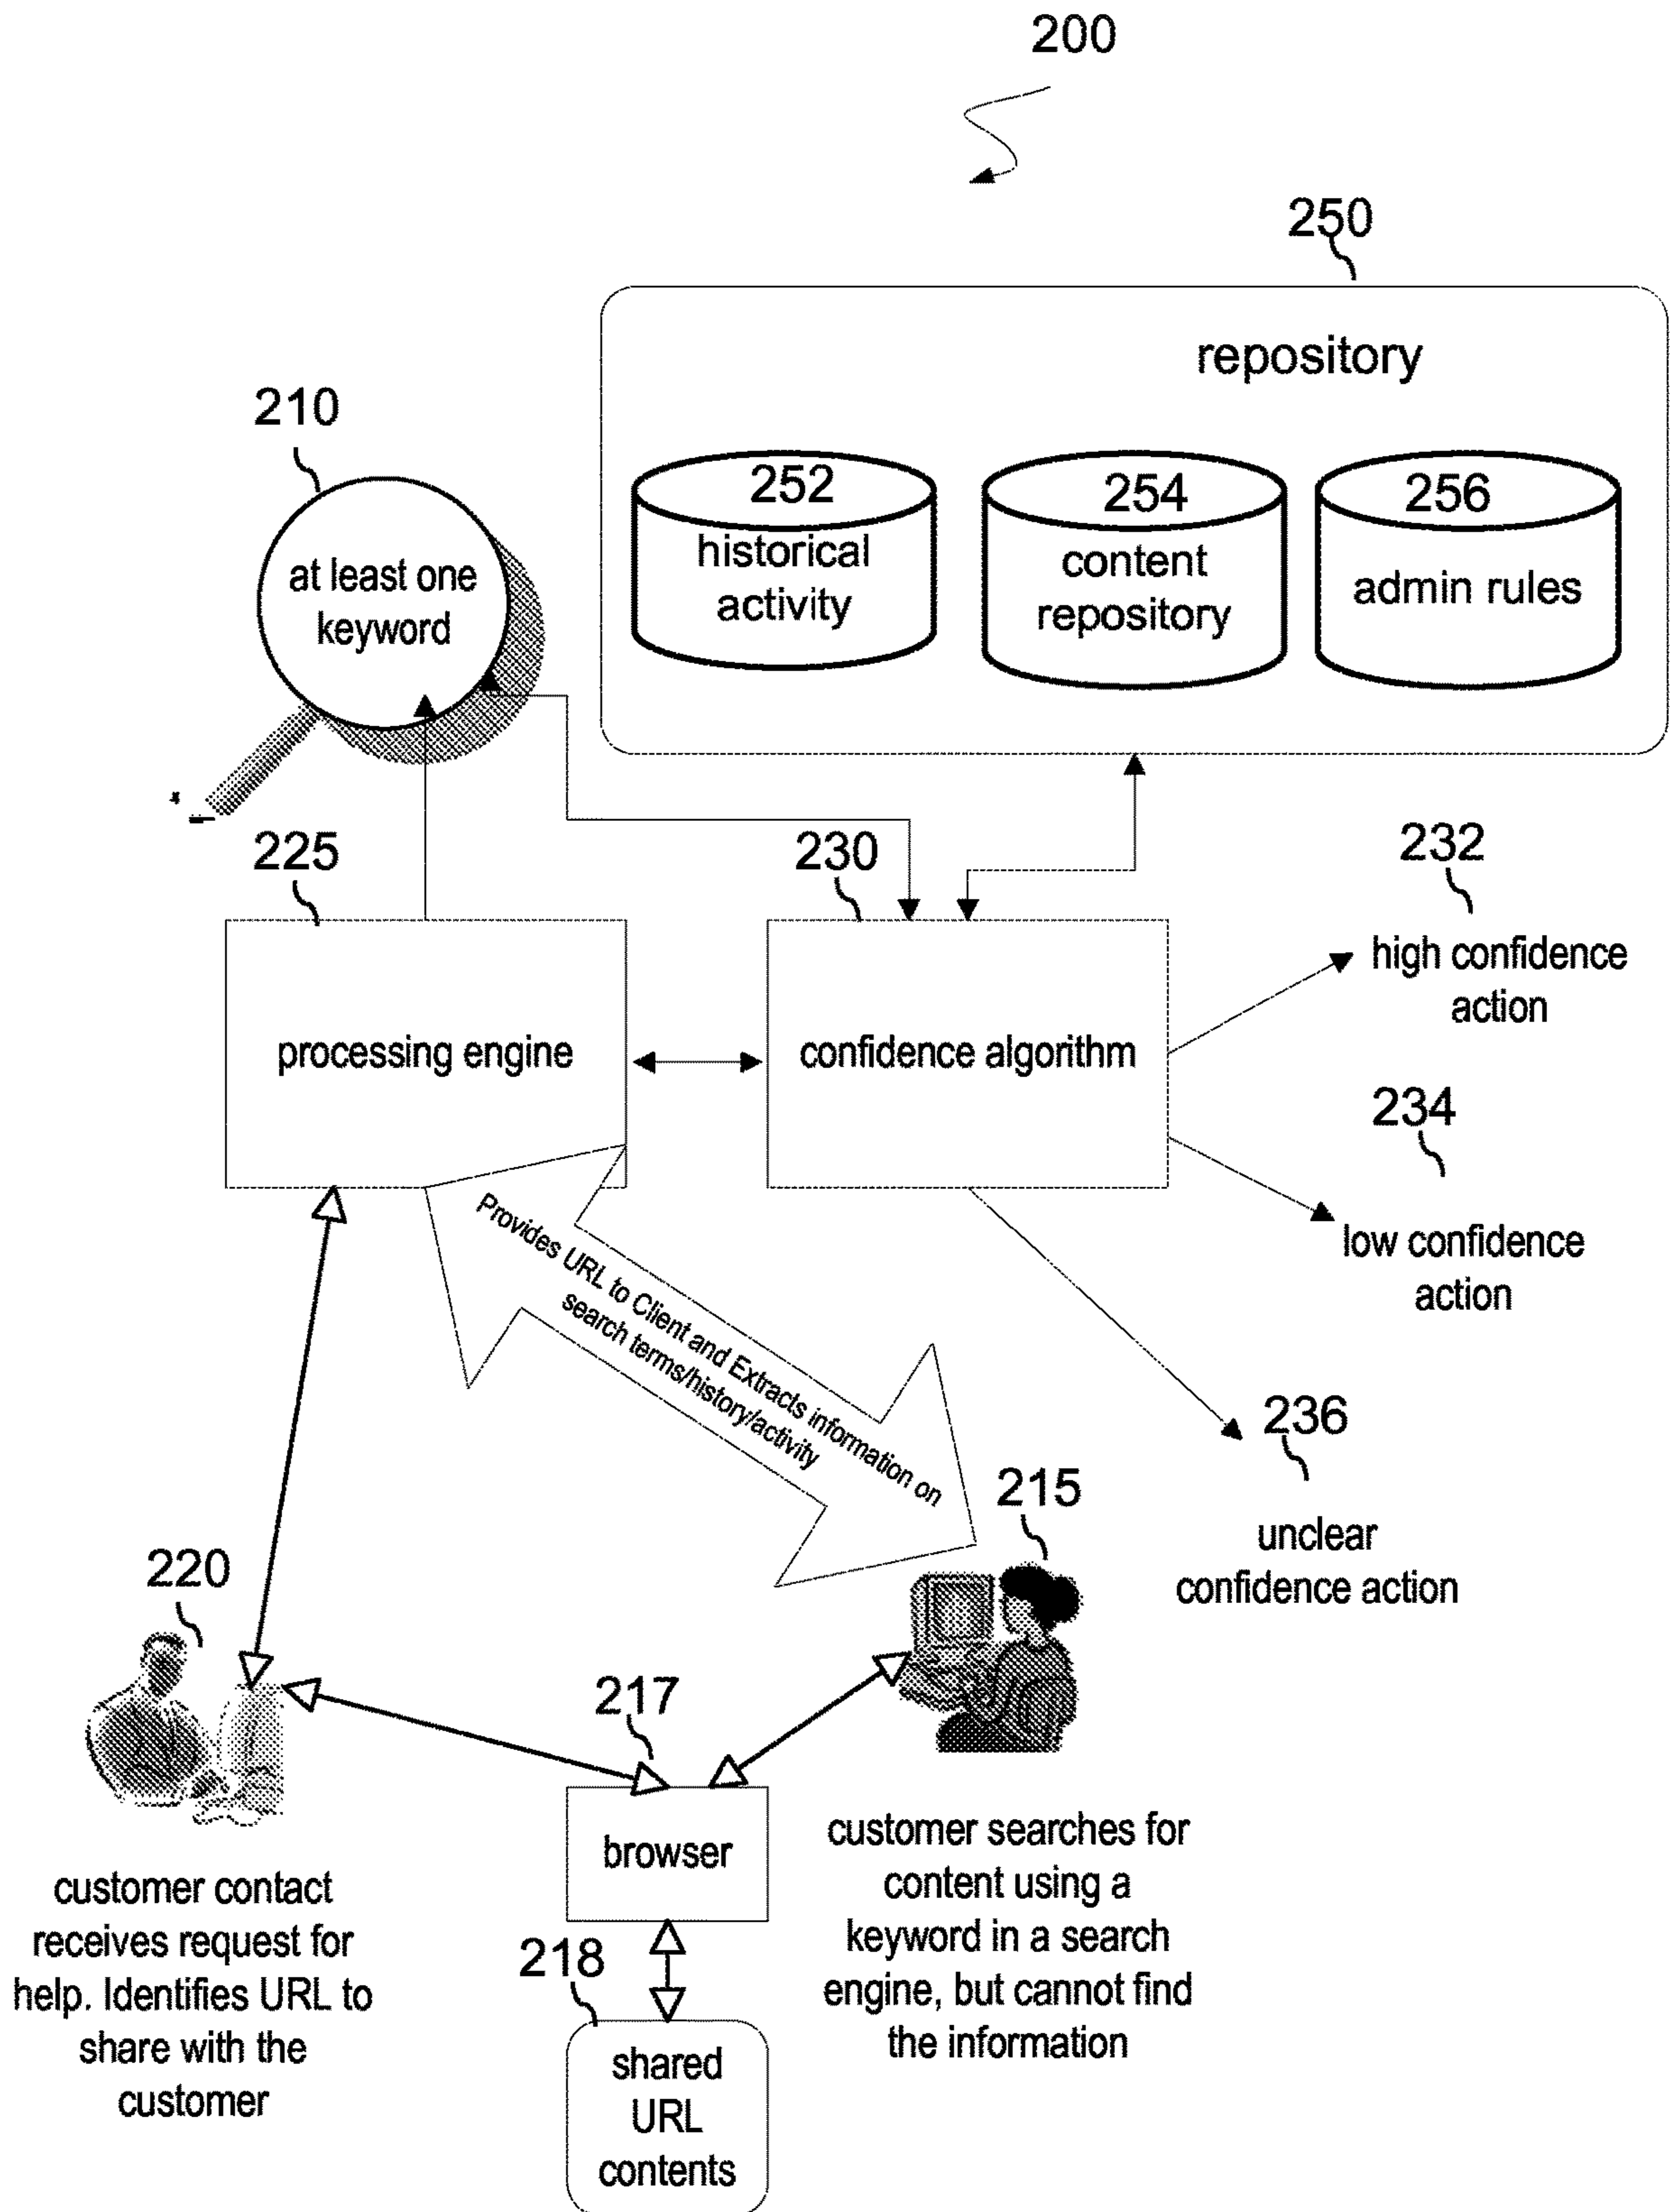 200
250
repository
210
252
historical
activity
254
content
repository
256
admin rules
at least one
keyword
225
230
232
high confidence
action
processing engine
confidence algorithm
234
low confidence
action
Provides URL to Client and Extracts information on
search terms/history/activity
236
unclear
confidence action
215
220
217
browser
customer searches for
content using a
keyword in a search
engine, but cannot find
the information
customer contact
receives request for
help. Identifies URL to
share with the
customer
218
shared
URL
contents